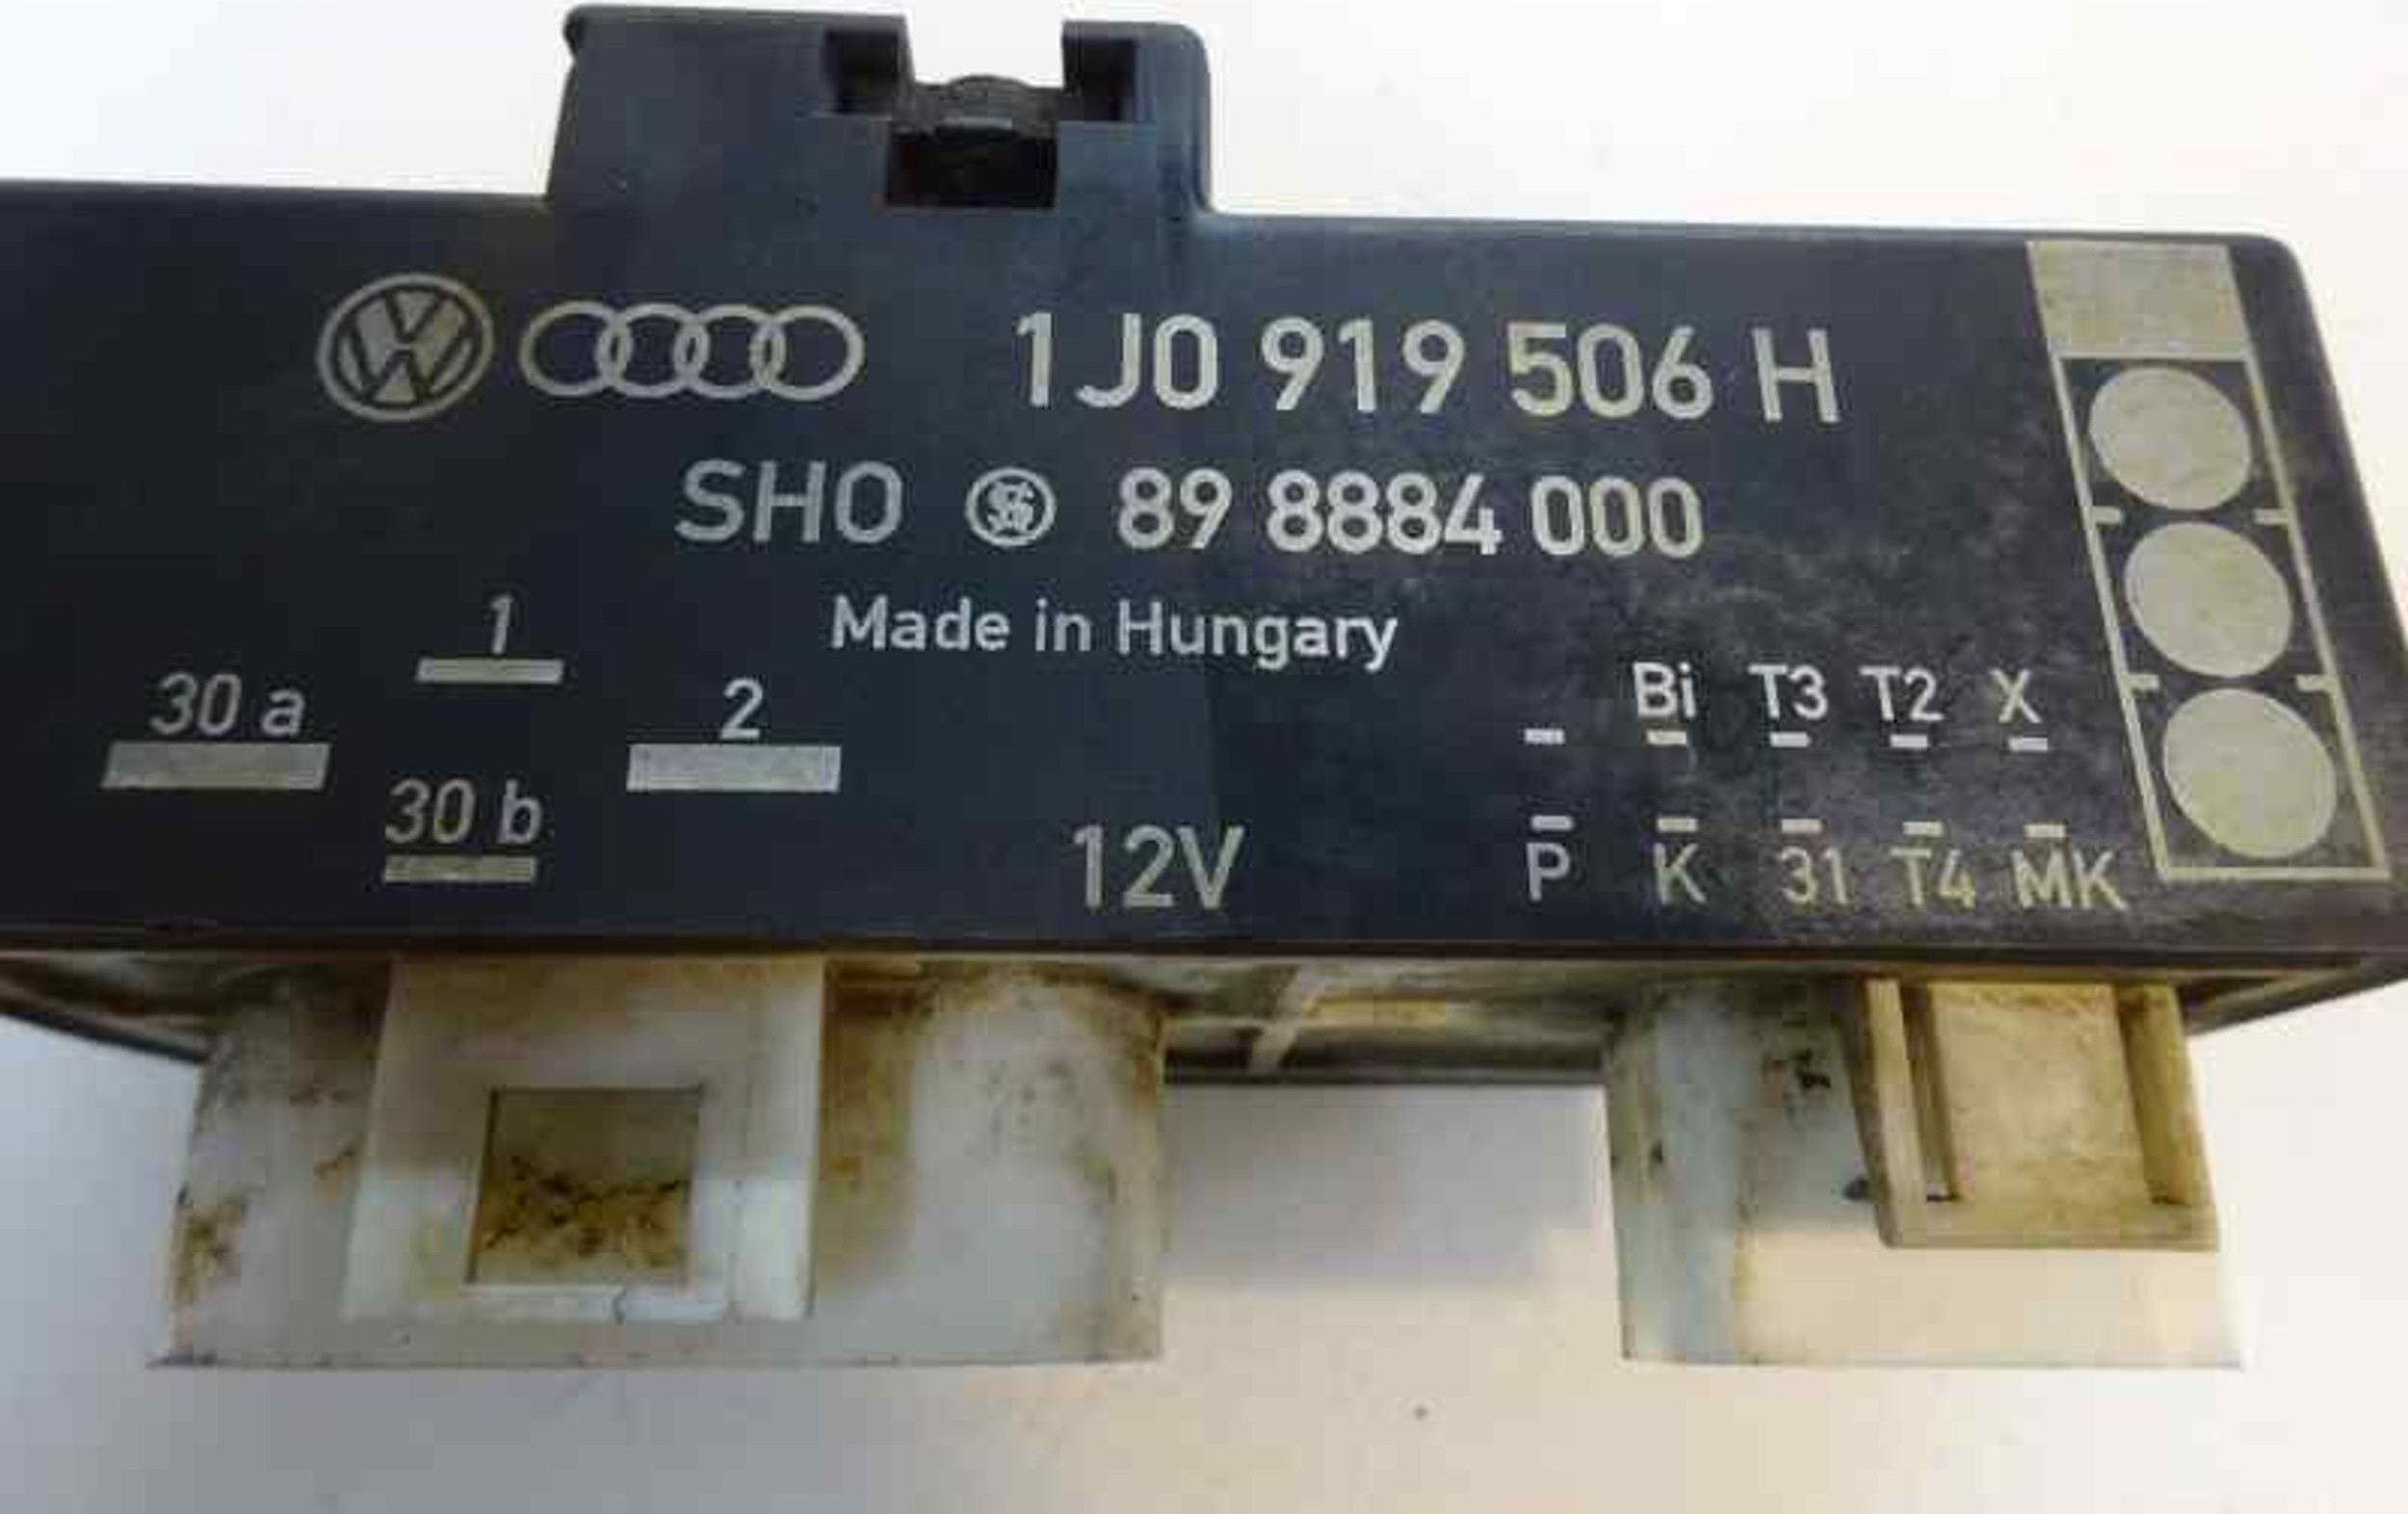 1J0 919 506 H
SHO 89 8884 000
Made in Hungary
1
30 a
2
30 b
12V
Bi T3 T2 X
P K 31 T4 MK